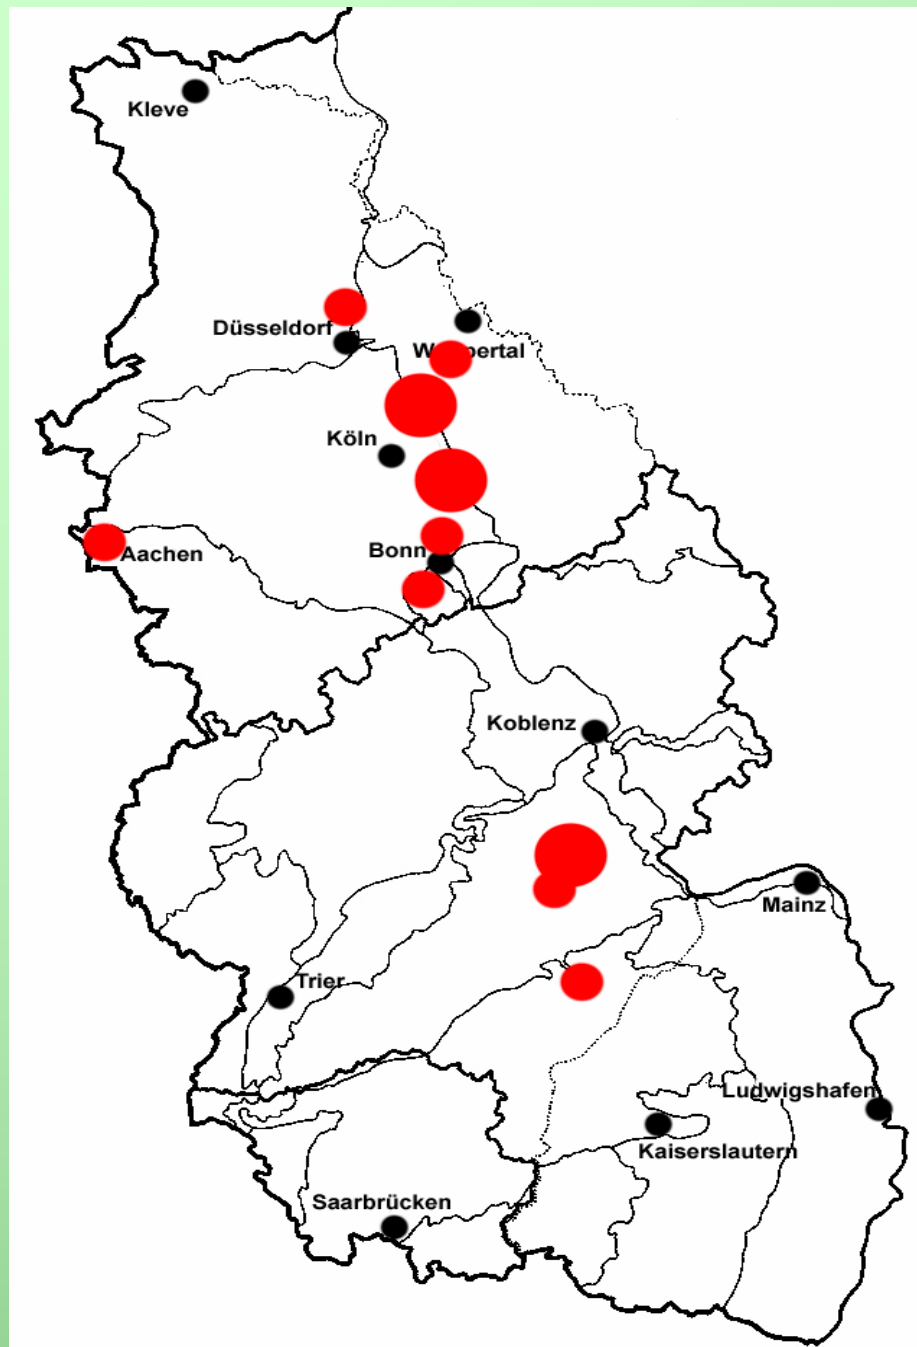 Kleve
Düsseldorf
Köln
Aachen
Bonn
Koblenz
Mainz
Trier
Ludwigshafen
Kaiserslautern
Saarbrücken